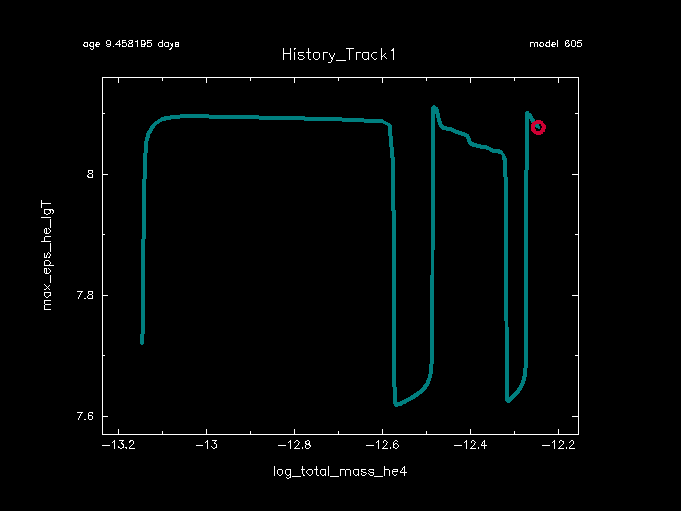 age 9.458195 days
model 605
History_Track1
max_eps_he_lgT
8
7.8
7.6
−13.2
−13
−12.8
−12.6
−12.4
−12.2
log_total_mass_he4